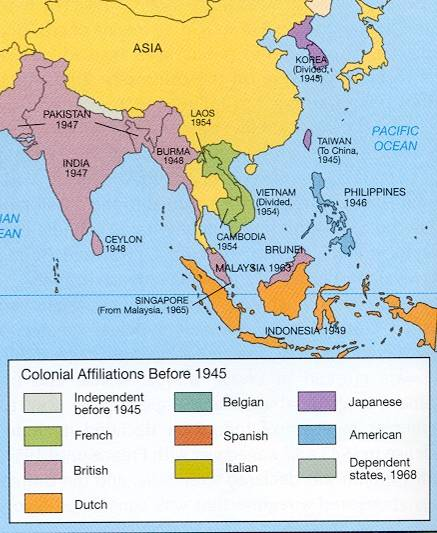 ASIA
KOREA
(Divided,
1945)
PAKISTAN
1947
LAOS
1954
BURMA
1948
TAIWAN
(To China,
1945)
PACIFIC
OCEAN
INDIA
1947
VIETNAM
(Divided,
1954)
PHILIPPINES
1946
IAN
EAN
CEYLON
1948
CAMBODIA
1954
BRUNEI
MALAYSIA 1963
SINGAPORE
(From Malaysia, 1965)
INDONESIA 1949
Colonial Affiliations Before 1945
Independent
before 1945
French
British
Dutch
Belgian
Spanish
Italian
Japanese
American
Dependent
states, 1968